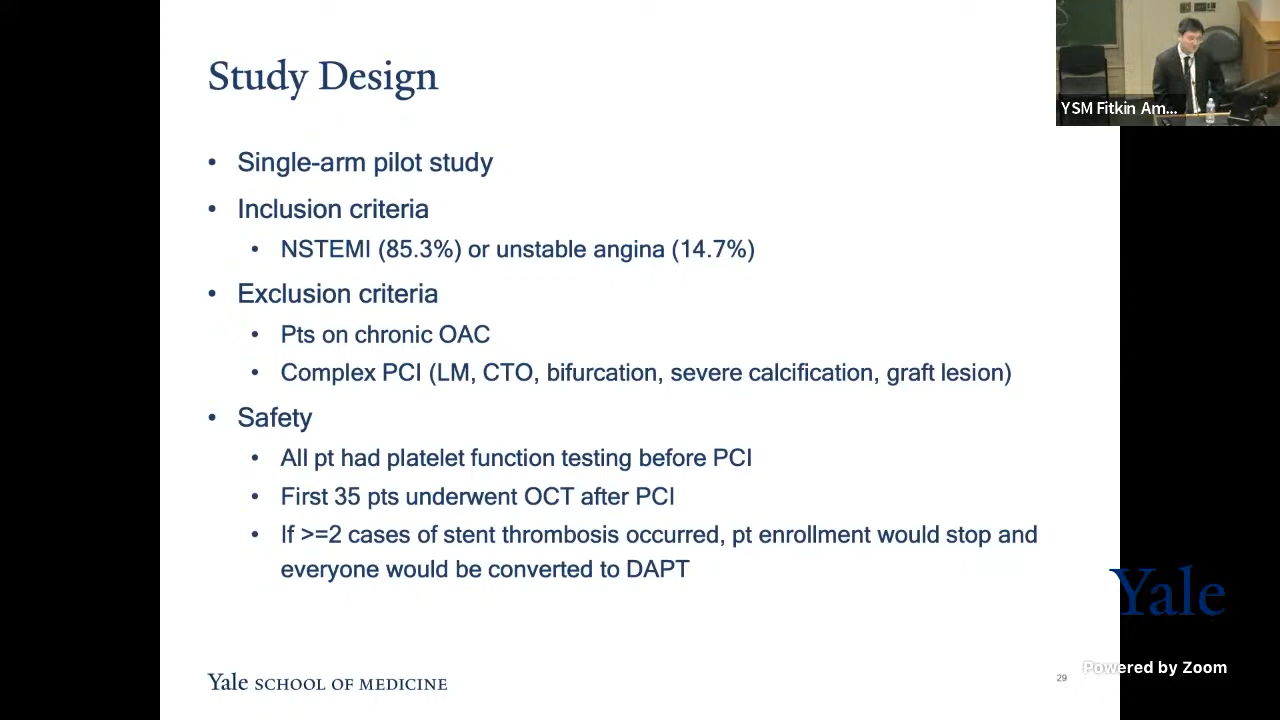 Study Design
YSM Fitkin Am...
• Single-arm pilot study
• Inclusion criteria
• NSTEMI (85.3%) or unstable angina (14.7%)
• Exclusion criteria
• Pts on chronic OAC
• Complex PCI (LM, CTO, bifurcation, severe calcification, graft lesion)
• Safety
• All pt had platelet function testing before PCI
• First 35 pts underwent OCT after PCI
• If >=2 cases of stent thrombosis occurred, pt enrollment would stop and
everyone would be converted to DAPT
Yale
Powered by Zoom
Yale SCHOOL OF MEDICINE
29